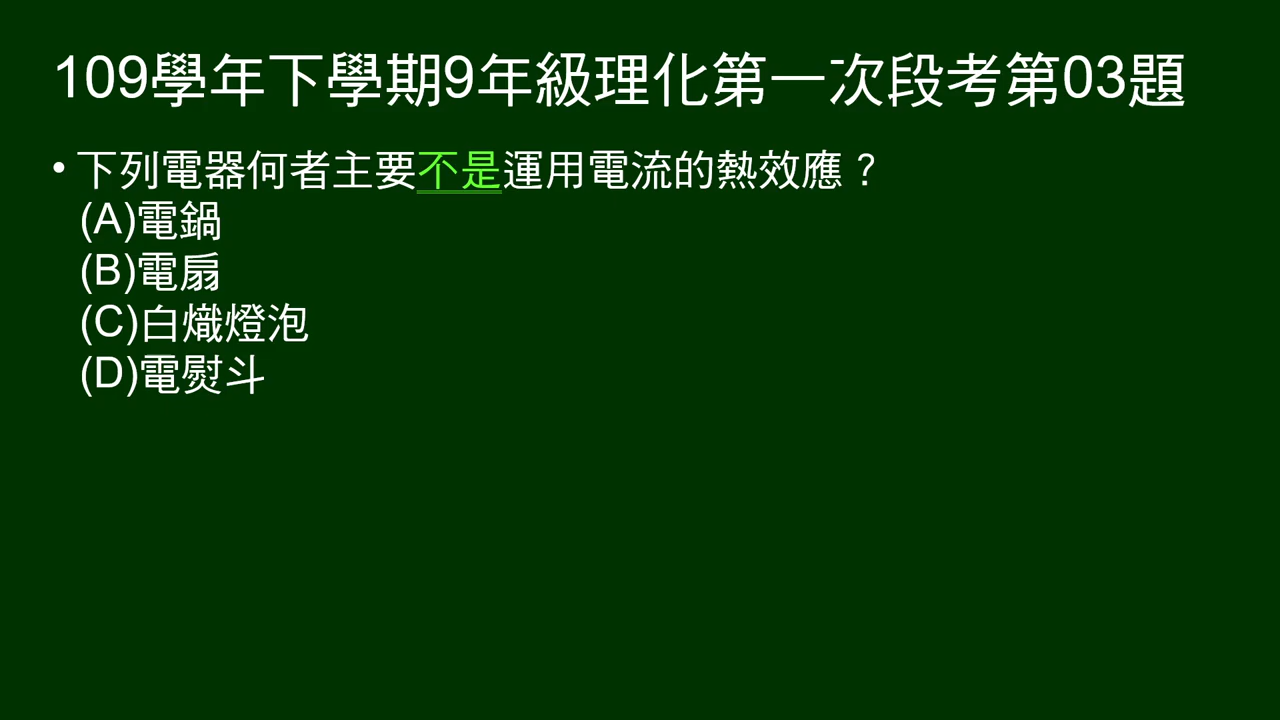 109學年下學期9年級理化第一次段考第03題
•下列電器何者主要不是運用電流的熱效應？
(A)電鍋
(B)電扇
(C)白熾燈泡
(D)電熨斗